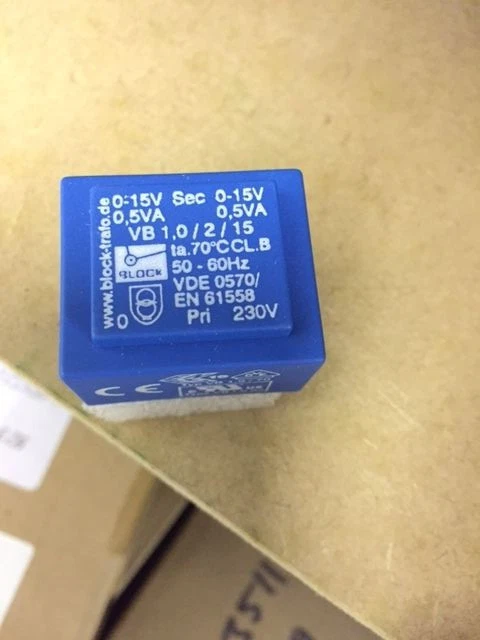 www.block-trafo.de
0-15V Sec 0-15V
0,5VA 0,5VA
VB 1,0 / 2 / 15
ta.70°C CL.B
BLOCK
50 - 60Hz
VDE 0570/
EN 61558
0 Pri 230V
CE